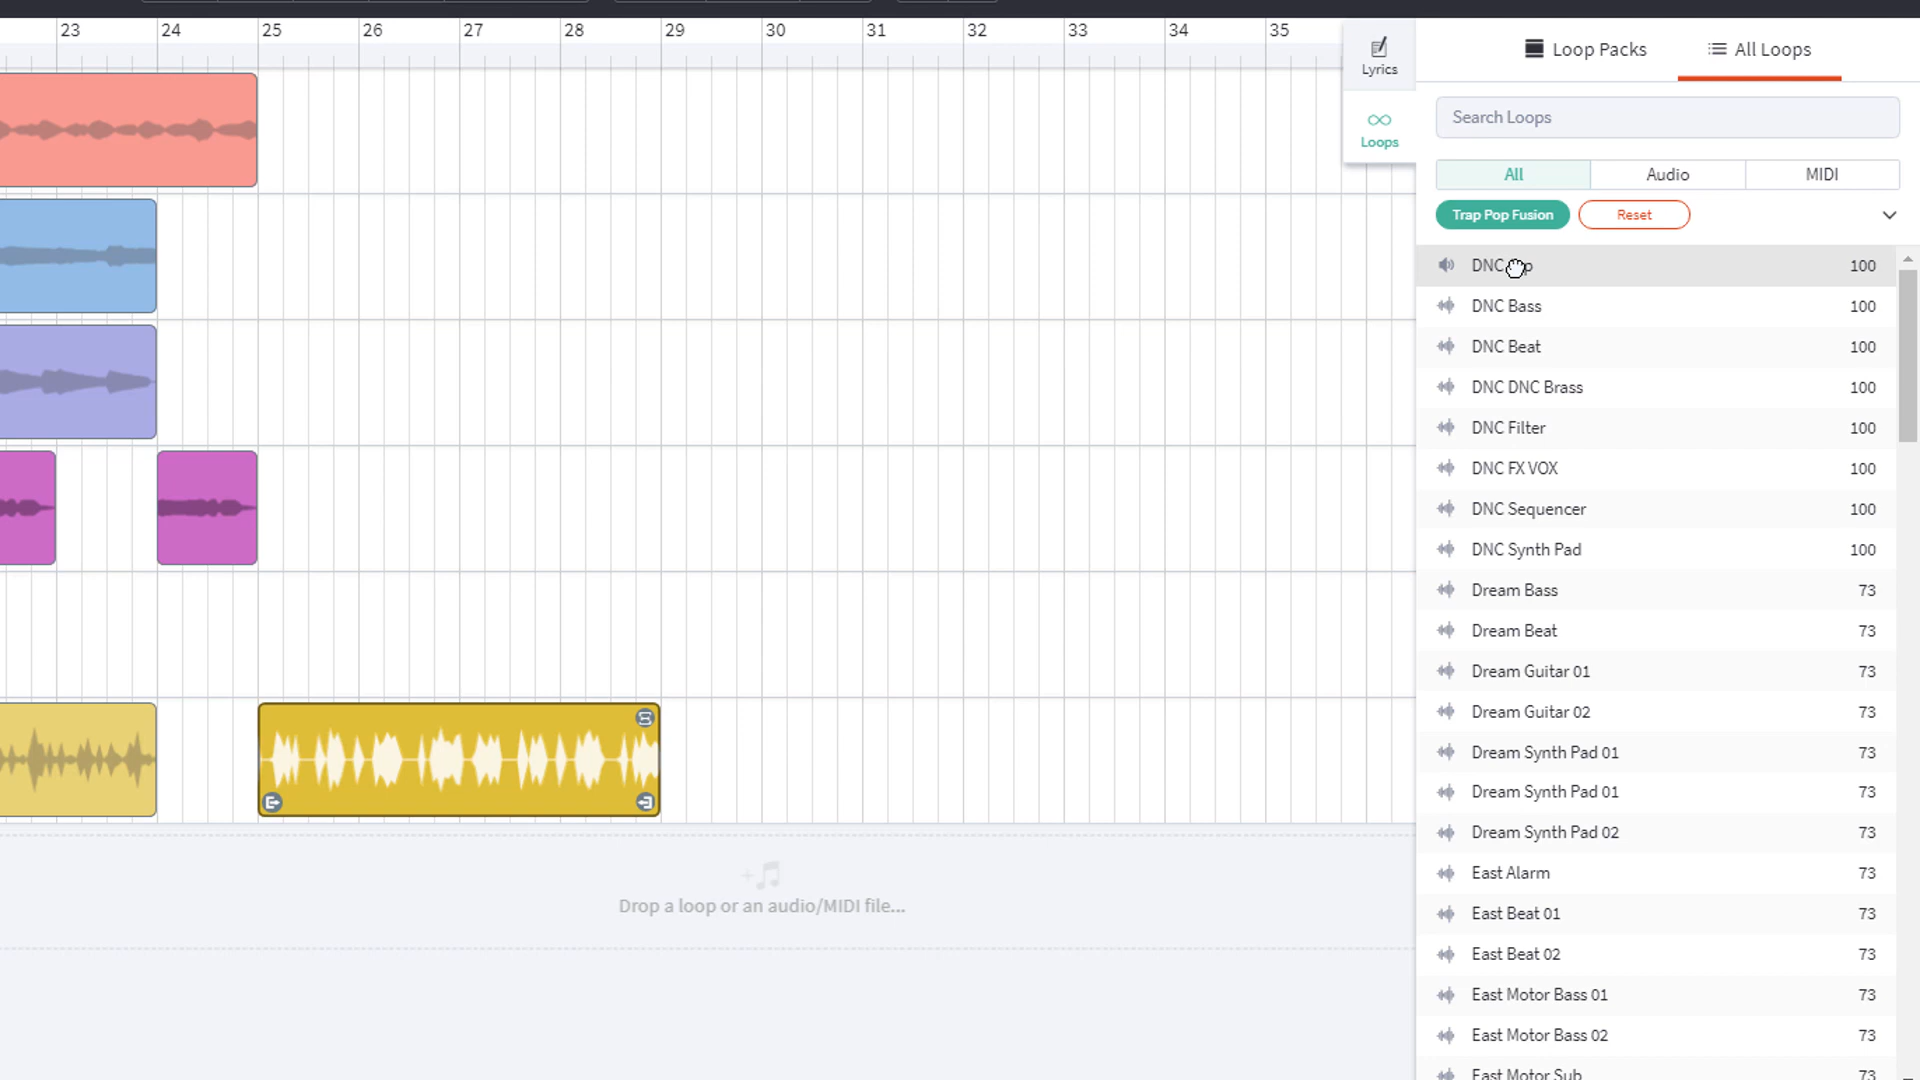 23 24 25 26 27 28 29 30 31 32 33 34 35
Lyrics
Loops
Loop Packs
All Loops
Search Loops
All Audio MIDI
Trap Pop Fusion Reset
DNC 100
DNC Bass 100
DNC Beat 100
DNC DNC Brass 100
DNC Filter 100
DNC FX VOX 100
DNC Sequencer 100
DNC Synth Pad 100
Dream Bass 73
Dream Beat 73
Dream Guitar 01 73
Dream Guitar 02 73
Dream Synth Pad 01 73
Dream Synth Pad 01 73
Dream Synth Pad 02 73
East Alarm 73
East Beat 01 73
East Beat 02 73
East Motor Bass 01 73
East Motor Bass 02 73
East Motor Sub 73
Drop a loop or an audio/MIDI file...